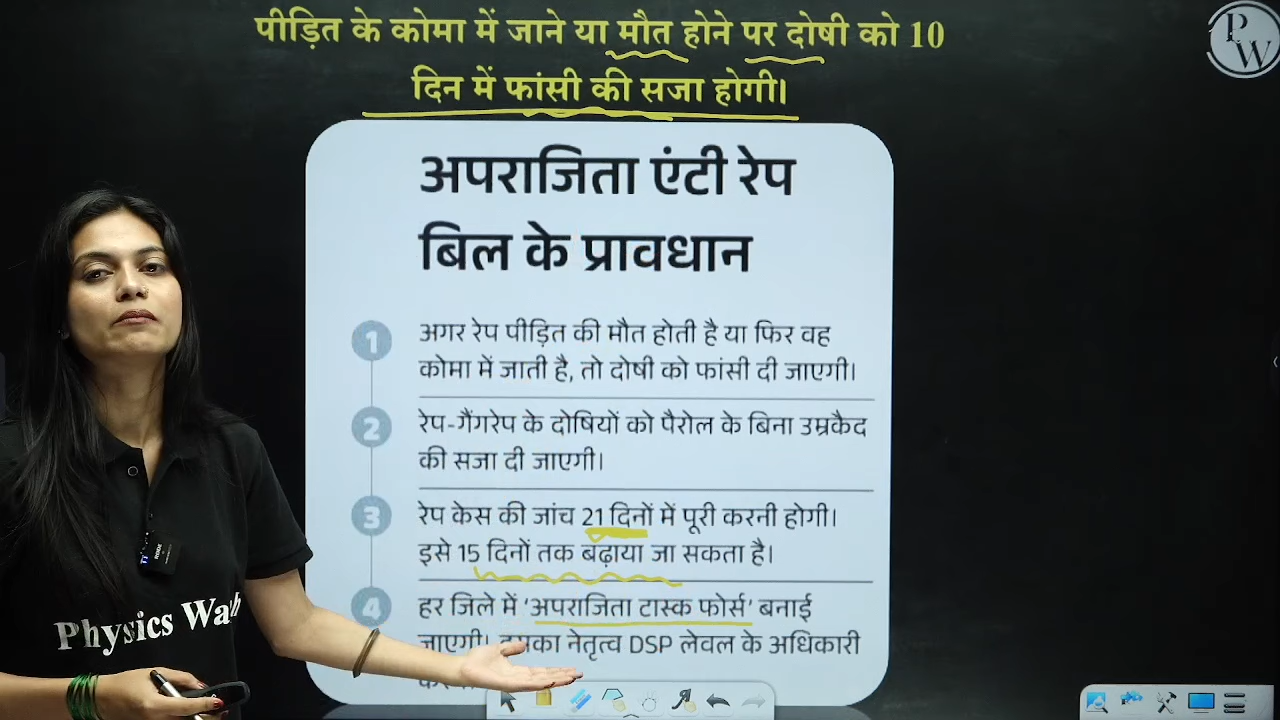 पीड़ित के कोमा में जाने या मौत होने पर दोषी को 10
दिन में फांसी की सजा होगी।
PW
अपराजिता एंटी रेप
बिल के प्रावधान
1
अगर रेप पीड़ित की मौत होती है या फिर वह
कोमा में जाती है, तो दोषी को फांसी दी जाएगी।
2
रेप-गैंगरेप के दोषियों को पैरोल के बिना उम्रकैद
की सजा दी जाएगी।
3
रेप केस की जांच 21 दिनों में पूरी करनी होगी।
इसे 15 दिनों तक बढ़ाया जा सकता है।
4
हर जिले में 'अपराजिता टास्क फोर्स' बनाई
जाएगी। नेतृत्व DSP लेवल के अधिकारी
Physics